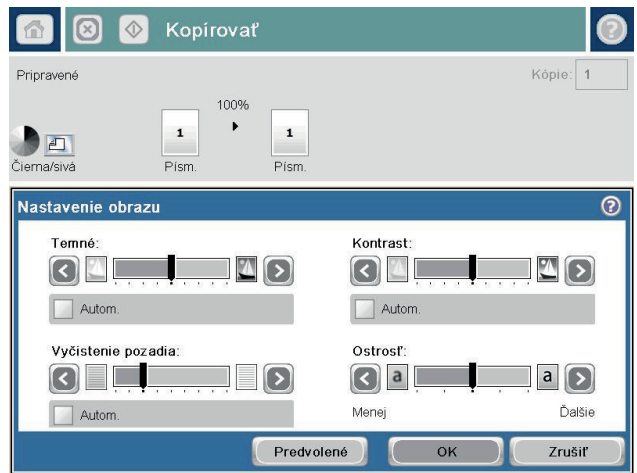 Kopírovať
Pripravené
Kópie: 1
100%
1 1
Čierna/sivá Písm. Písm.
Nastavenie obrazu
Temné: Kontrast:
Autom. Autom.
Vyčistenie pozadia: Ostrosť:
a a
Autom. Menej Ďalšie
Predvolené OK Zrušiť